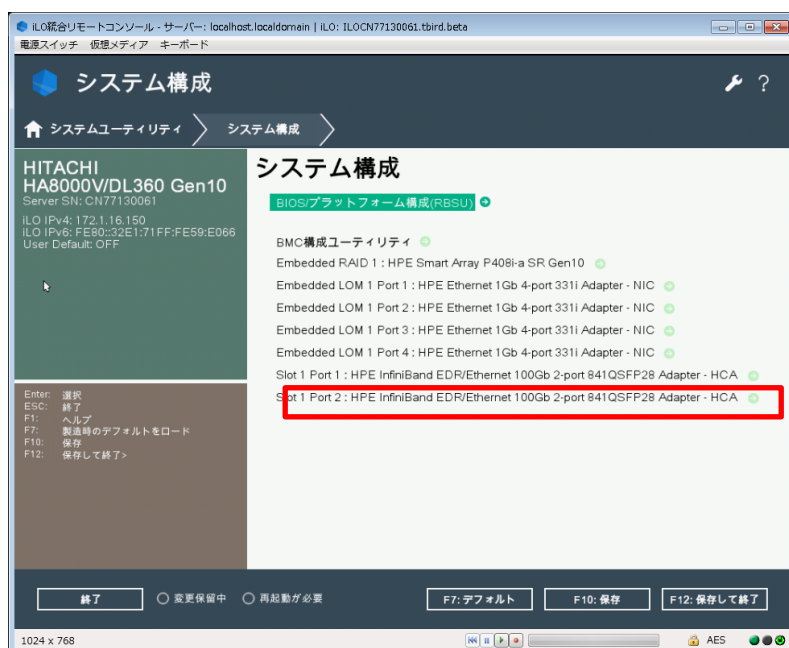 iLO統合リモートコンソール - サーバー: localhost.localdomain | iLO: ILOCN77130061.tbird.beta
電源スイッチ 仮想メディア キーボード
システム構成
?
システムユーティリティ システム構成
HITACHI
HA8000V/DL360 Gen10
Server SN: CN77130061
iLO IPv4: 172.1.16.150
iLO IPv6: FE80::32E1:71FF:FE59:E066
User Default: OFF
Enter: 選択
ESC: 終了
F1: ヘルプ
F7: 製造時のデフォルトをロード
F10: 保存
F12: 保存して終了>
システム構成
BIOS/プラットフォーム構成(RBSU)
BMC構成ユーティリティ
Embedded RAID 1 : HPE Smart Array P408i-a SR Gen10
Embedded LOM 1 Port 1 : HPE Ethernet 1Gb 4-port 331i Adapter - NIC
Embedded LOM 1 Port 2 : HPE Ethernet 1Gb 4-port 331i Adapter - NIC
Embedded LOM 1 Port 3 : HPE Ethernet 1Gb 4-port 331i Adapter - NIC
Embedded LOM 1 Port 4 : HPE Ethernet 1Gb 4-port 331i Adapter - NIC
Slot 1 Port 1 : HPE InfiniBand EDR/Ethernet 100Gb 2-port 841QSFP28 Adapter - HCA
Slot 1 Port 2 : HPE InfiniBand EDR/Ethernet 100Gb 2-port 841QSFP28 Adapter - HCA
終了 変更保留中 再起動が必要 F7: デフォルト F10: 保存 F12: 保存して終了
1024 x 768 AES